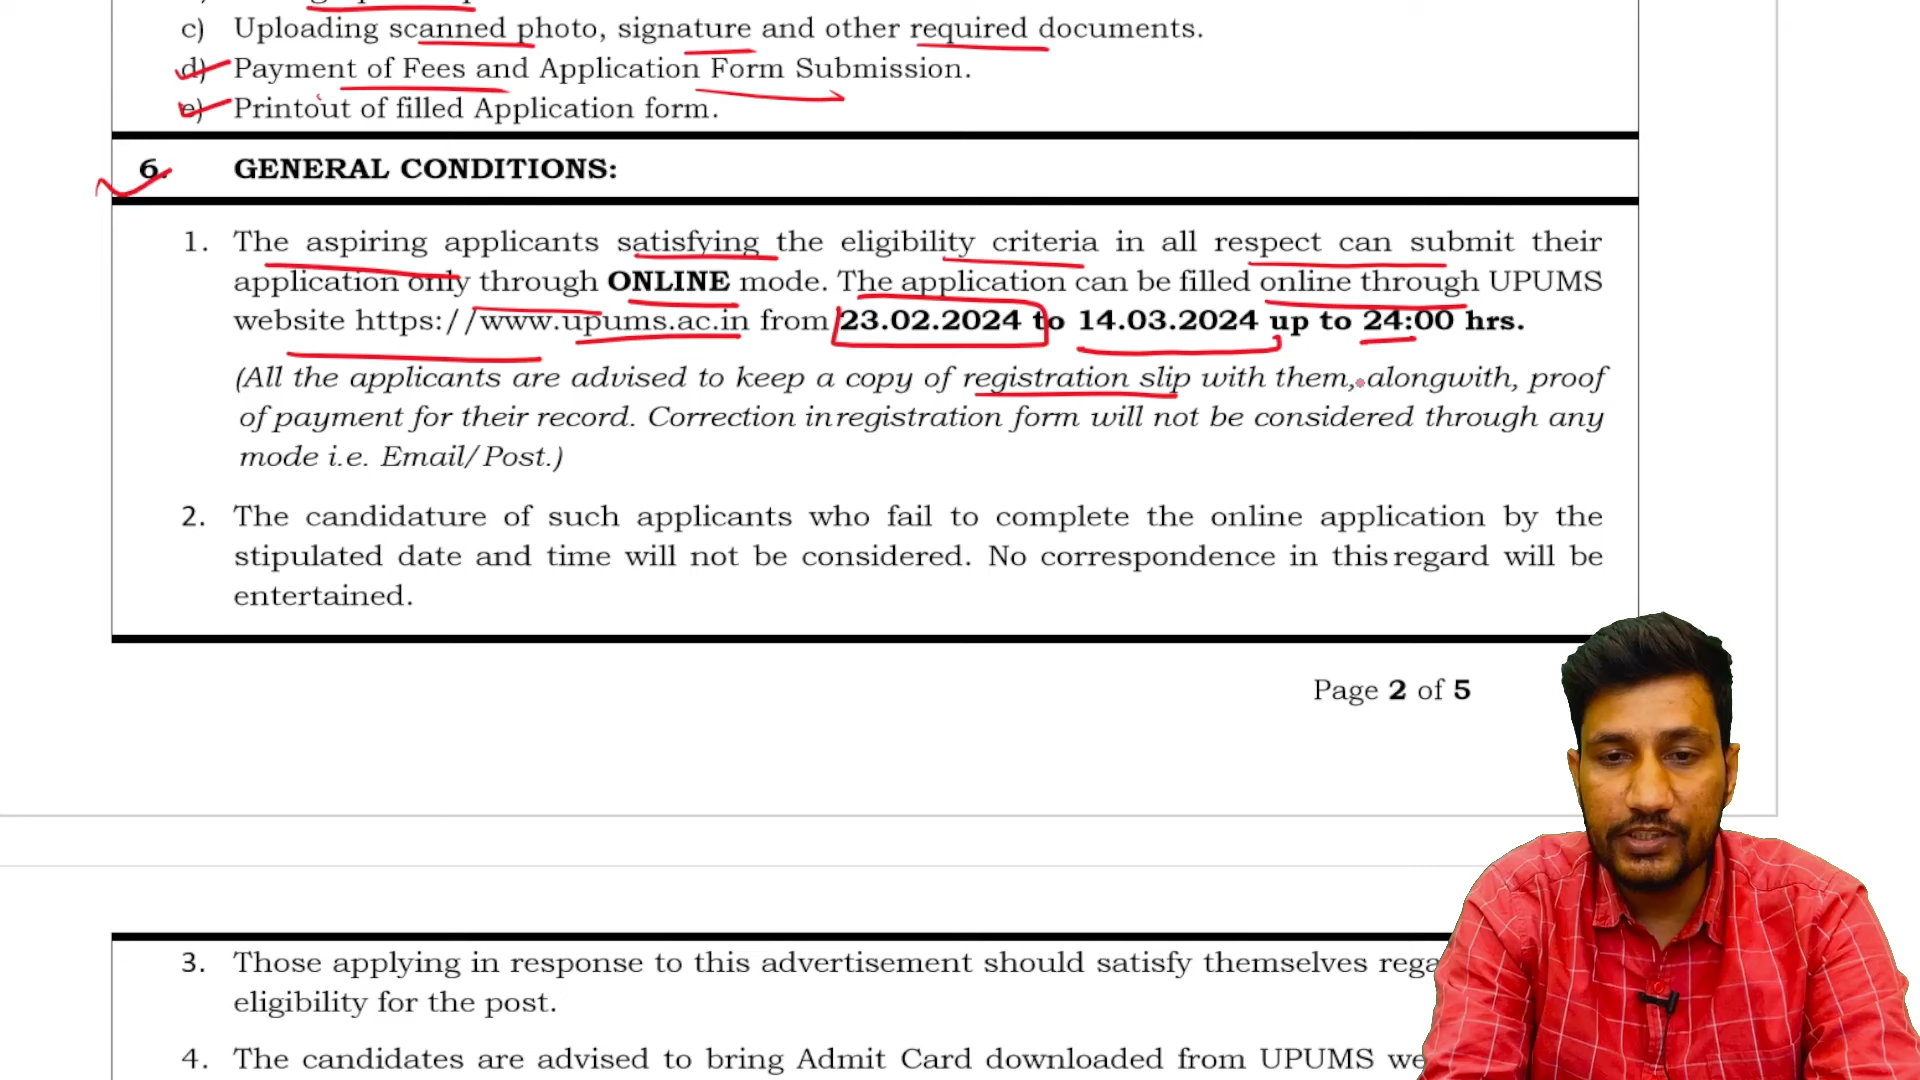 c) Uploading scanned photo, signature and other required documents.
d) Payment of Fees and Application Form Submission.
e) Printout of filled Application form.
6. GENERAL CONDITIONS:
1. The aspiring applicants satisfying the eligibility criteria in all respect can submit their
application only through ONLINE mode. The application can be filled online through UPUMS
website https://www.upums.ac.in from 23.02.2024 to 14.03.2024 up to 24:00 hrs.
(All the applicants are advised to keep a copy of registration slip with them, alongwith, proof
of payment for their record. Correction in registration form will not be considered through any
mode i.e. Email/Post.)
2. The candidature of such applicants who fail to complete the online application by the
stipulated date and time will not be considered. No correspondence in this regard will be
entertained.
Page 2 of 5
3. Those applying in response to this advertisement should satisfy themselves
eligibility for the post.
4. The candidates are advised to bring Admit Card downloaded from UPUMS